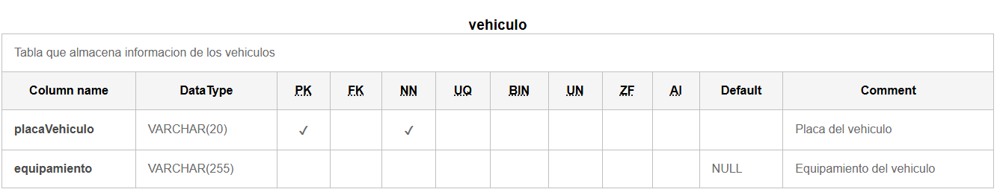 vehiculo
Tabla que almacena informacion de los vehiculos
Column name DataType PK FK NN UQ BIN UN ZF AI Default Comment
placaVehiculo VARCHAR(20) ✓ ✓ Placa del vehiculo
equipamiento VARCHAR(255) NULL Equipamiento del vehiculo